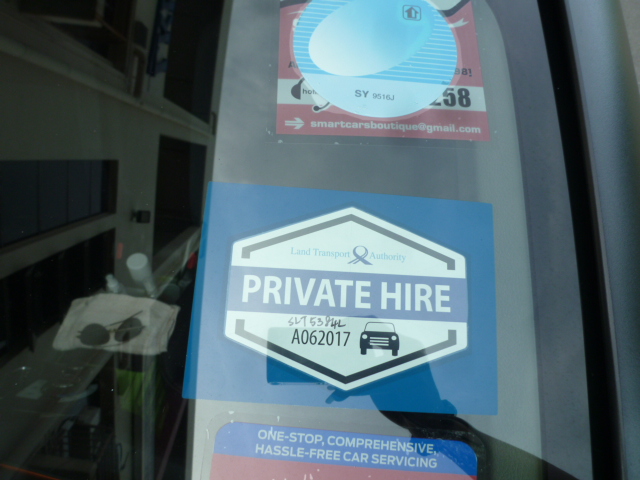 SY 9516J
258
smartcarsboutique@gmail.com
Land Transport Authority
PRIVATE HIRE
A062017
ONE-STOP, COMPREHENSIVE,
HASSLE-FREE CAR SERVICING